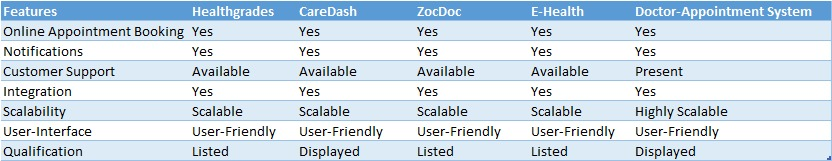 Features Healthgrades CareDash ZocDoc E-Health Doctor-Appointment System
Online Appointment Booking Yes Yes Yes Yes Yes
Notifications Yes Yes Yes Yes Yes
Customer Support Available Available Available Available Present
Integration Yes Yes Yes Yes Yes
Scalability Scalable Scalable Scalable Scalable Highly Scalable
User-Interface User-Friendly User-Friendly User-Friendly User-Friendly User-Friendly
Qualification Listed Displayed Listed Listed Displayed